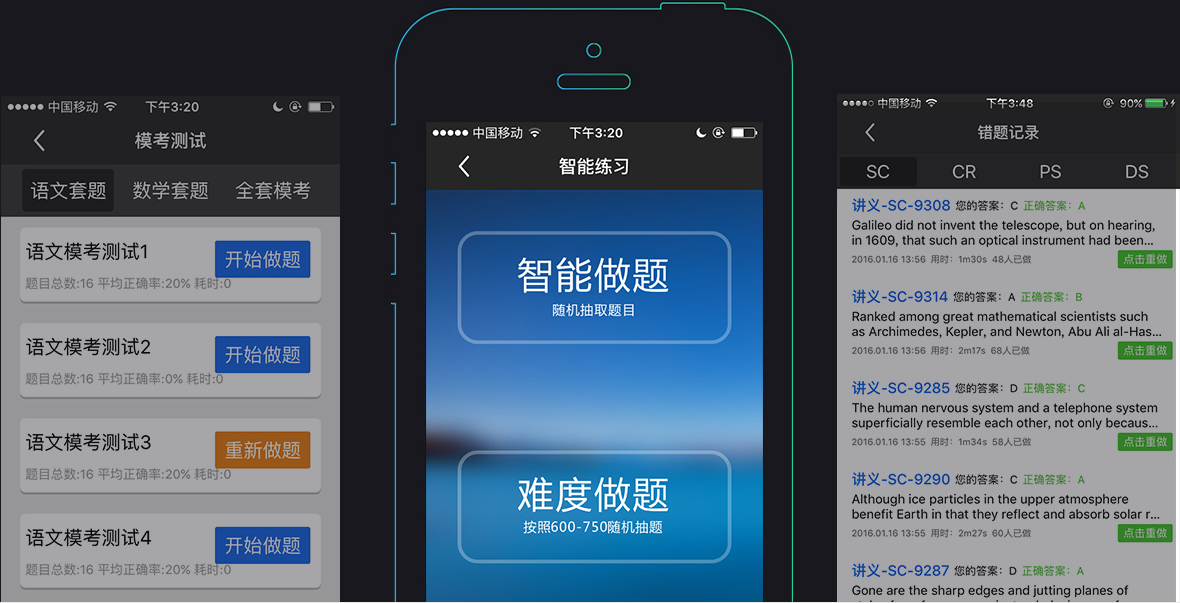 中国移动 下午3:20
模考测试
语文套题 数学套题 全套模考
语文模考测试1
开始做题
题目总数:16 平均正确率:20% 耗时:0
语文模考测试2
开始做题
题目总数:16 平均正确率:0% 耗时:0
语文模考测试3
重新做题
题目总数:16 平均正确率:20% 耗时:0
语文模考测试4
开始做题
题目总数:16 平均正确率:20% 耗时:0
中国移动 下午3:20
智能练习
智能做题
随机抽取题目
难度做题
按照600-750随机抽题
中国移动 下午3:48 90%
错题记录
SC CR PS DS
讲义-SC-9308 您的答案: C 正确答案: A
Galileo did not invent the telescope, but on hearing,
in 1609, that such an optical instrument had been...
2016.01.16 13:56 用时: 1m30s 48人已做
点击重做
讲义-SC-9314 您的答案: A 正确答案: B
Ranked among great mathematical scientists such
as Archimedes, Kepler, and Newton, Abu Ali al-Has...
2016.01.16 13:56 用时: 2m17s 68人已做
点击重做
讲义-SC-9285 您的答案: D 正确答案: C
The human nervous system and a telephone system
superficially resemble each other, not only becaus...
2016.01.16 13:55 用时: 1m34s 58人已做
点击重做
讲义-SC-9290 您的答案: C 正确答案: A
Although ice particles in the upper atmosphere
benefit Earth in that they reflect and absorb solar r...
2016.01.16 13:55 用时: 2m27s 60人已做
点击重做
讲义-SC-9287 您的答案: D 正确答案: A
Gone are the sharp edges and jutting planes of